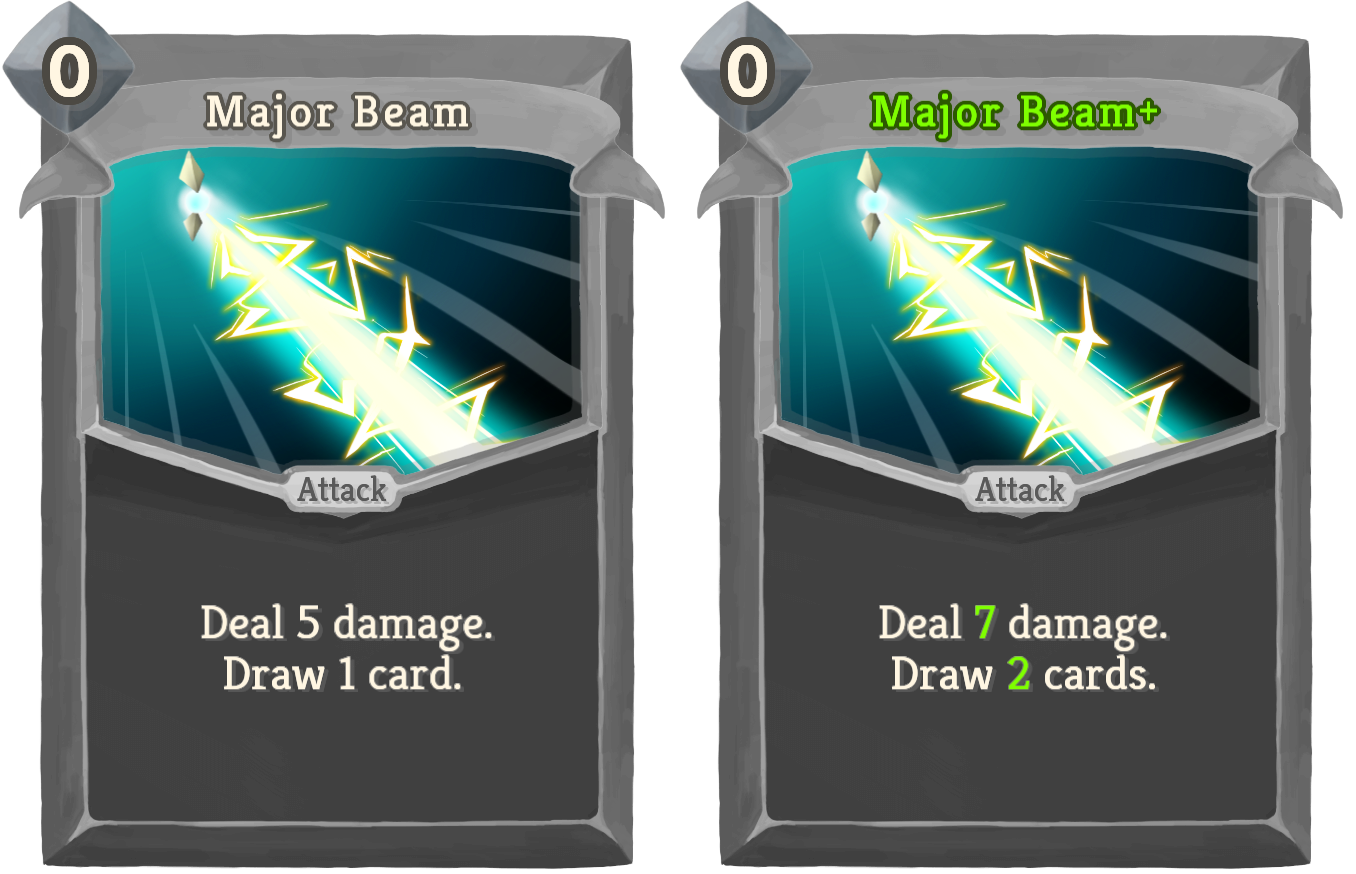 0
Major Beam
Attack
Deal 5 damage.
Draw 1 card.
0
Major Beam+
Attack
Deal 7 damage.
Draw 2 cards.